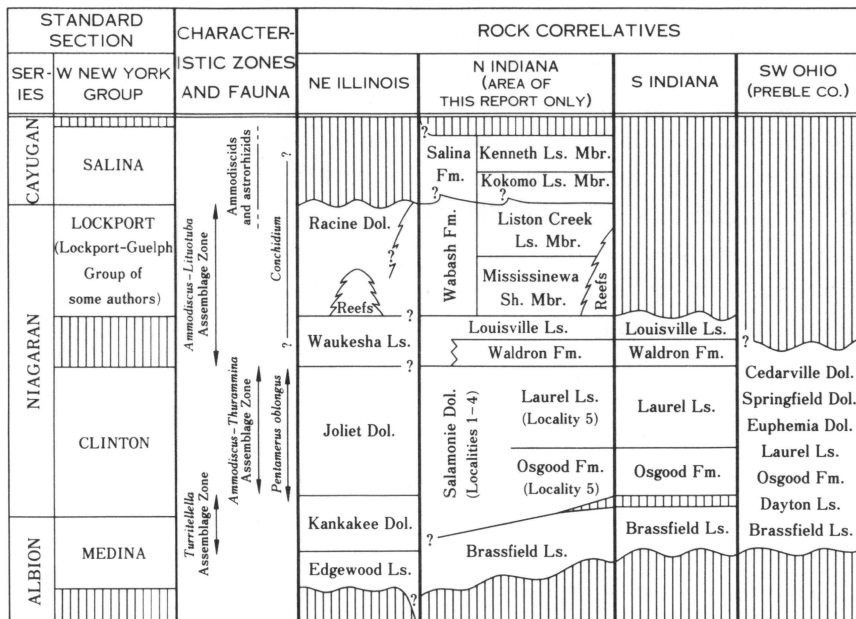 STANDARD
SECTION
CHARACTER-
ISTIC ZONES
AND FAUNA
ROCK CORRELATIVES
SER-
IES
W NEW YORK
GROUP
NE ILLINOIS
N INDIANA
(AREA OF
THIS REPORT ONLY)
S INDIANA
SW OHIO
(PREBLE CO.)
CAYUGAN
SALINA
NIAGARAN
LOCKPORT
(Lockport-Guelph
Group of
some authors)
CLINTON
ALBION
MEDINA
Ammodiscus-Lituotuba
Assemblage Zone
Turritellella
Assemblage Zone
Ammodiscids
and astrorhizids
Ammodiscus-Thurammina
Assemblage Zone
?
Conchidium
?
Pentamerus oblongus
Racine Dol.
?
Reefs
?
Waukesha Ls.
?
Joliet Dol.
Kankakee Dol.
Edgewood Ls.
?
?
Salina
Fm.
Kenneth Ls. Mbr.
Kokomo Ls. Mbr.
?
?
Wabash Fm.
Liston Creek
Ls. Mbr.
Mississinewa
Sh. Mbr.
Reefs
Louisville Ls.
Waldron Fm.
Salamonie Dol.
(Localities 1-4)
Laurel Ls.
(Locality 5)
Osgood Fm.
(Locality 5)
?
Brassfield Ls.
Louisville Ls.
Waldron Fm.
Laurel Ls.
Osgood Fm.
Brassfield Ls.
?
Cedarville Dol.
Springfield Dol.
Euphemia Dol.
Laurel Ls.
Osgood Fm.
Dayton Ls.
Brassfield Ls.